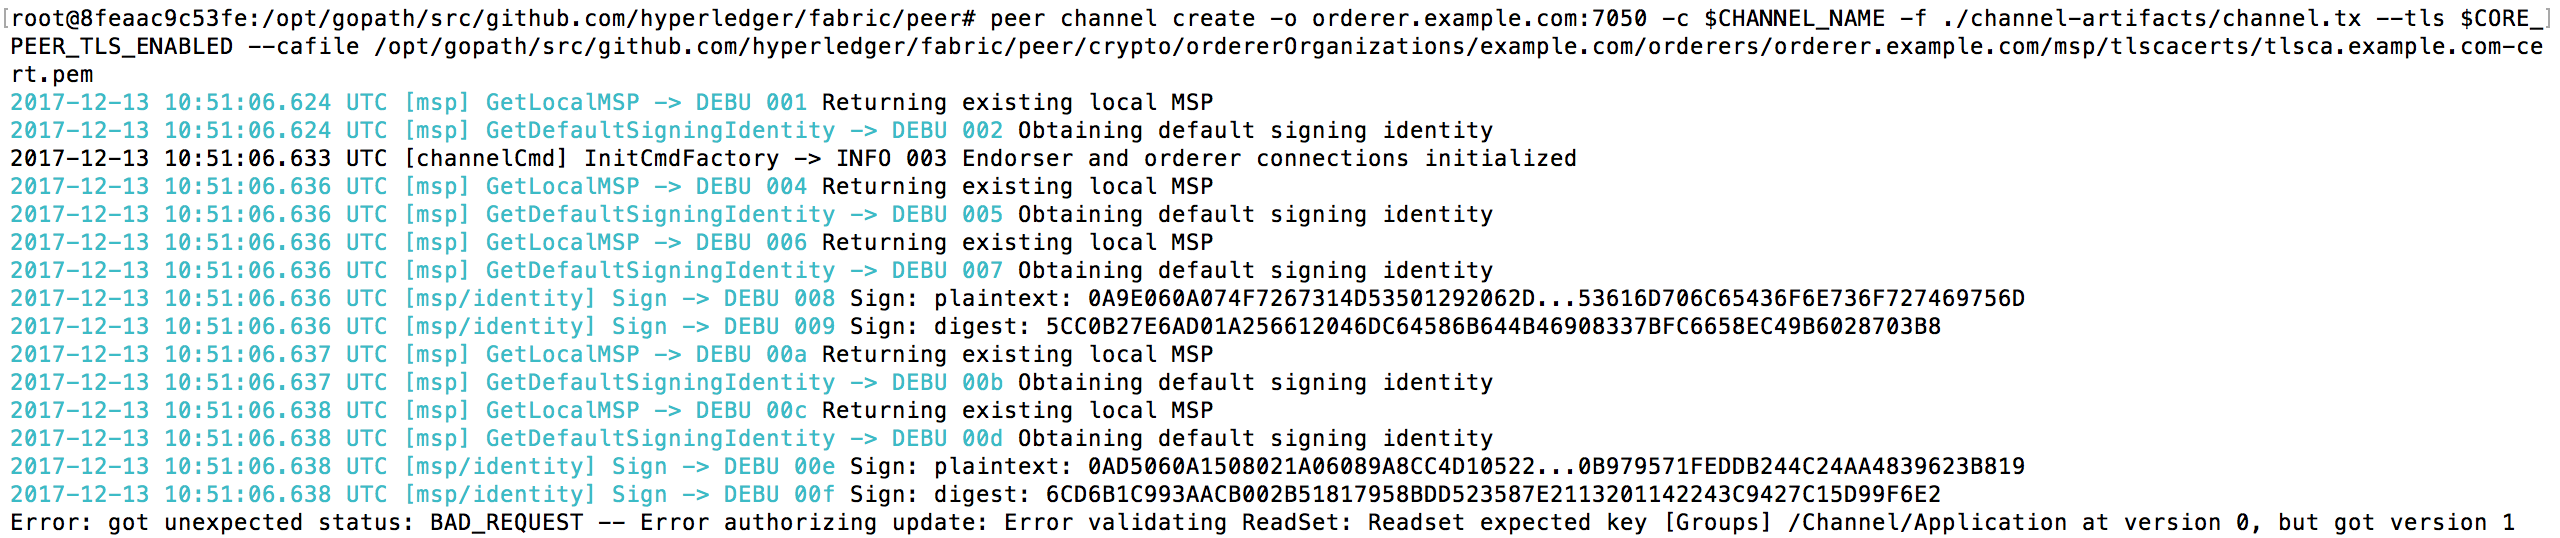 [root@8feaac9c53fe:/opt/gopath/src/github.com/hyperledger/fabric/peer# peer channel create -o orderer.example.com:7050 -c $CHANNEL_NAME -f ./channel-artifacts/channel.tx --tls $CORE_]
PEER_TLS_ENABLED --cafile /opt/gopath/src/github.com/hyperledger/fabric/peer/crypto/ordererOrganizations/example.com/orderers/orderer.example.com/msp/tlscacerts/tlsca.example.com-ce
rt.pem
2017-12-13 10:51:06.624 UTC [msp] GetLocalMSP -> DEBU 001 Returning existing local MSP
2017-12-13 10:51:06.624 UTC [msp] GetDefaultSigningIdentity -> DEBU 002 Obtaining default signing identity
2017-12-13 10:51:06.633 UTC [channelCmd] InitCmdFactory -> INFO 003 Endorser and orderer connections initialized
2017-12-13 10:51:06.636 UTC [msp] GetLocalMSP -> DEBU 004 Returning existing local MSP
2017-12-13 10:51:06.636 UTC [msp] GetDefaultSigningIdentity -> DEBU 005 Obtaining default signing identity
2017-12-13 10:51:06.636 UTC [msp] GetLocalMSP -> DEBU 006 Returning existing local MSP
2017-12-13 10:51:06.636 UTC [msp] GetDefaultSigningIdentity -> DEBU 007 Obtaining default signing identity
2017-12-13 10:51:06.636 UTC [msp/identity] Sign -> DEBU 008 Sign: plaintext: 0A9E060A074F7267314D53501292062D...53616D706C65436F6E736F727469756D
2017-12-13 10:51:06.636 UTC [msp/identity] Sign -> DEBU 009 Sign: digest: 5CC0B27E6AD01A256612046DC64586B644B46908337BFC6658EC49B6028703B8
2017-12-13 10:51:06.637 UTC [msp] GetLocalMSP -> DEBU 00a Returning existing local MSP
2017-12-13 10:51:06.637 UTC [msp] GetDefaultSigningIdentity -> DEBU 00b Obtaining default signing identity
2017-12-13 10:51:06.638 UTC [msp] GetLocalMSP -> DEBU 00c Returning existing local MSP
2017-12-13 10:51:06.638 UTC [msp] GetDefaultSigningIdentity -> DEBU 00d Obtaining default signing identity
2017-12-13 10:51:06.638 UTC [msp/identity] Sign -> DEBU 00e Sign: plaintext: 0AD5060A1508021A06089A8CC4D10522...0B979571FEDDB244C24AA4839623B819
2017-12-13 10:51:06.638 UTC [msp/identity] Sign -> DEBU 00f Sign: digest: 6CD6B1C993AACB002B51817958BDD523587E2113201142243C9427C15D99F6E2
Error: got unexpected status: BAD_REQUEST -- Error authorizing update: Error validating ReadSet: Readset expected key [Groups] /Channel/Application at version 0, but got version 1